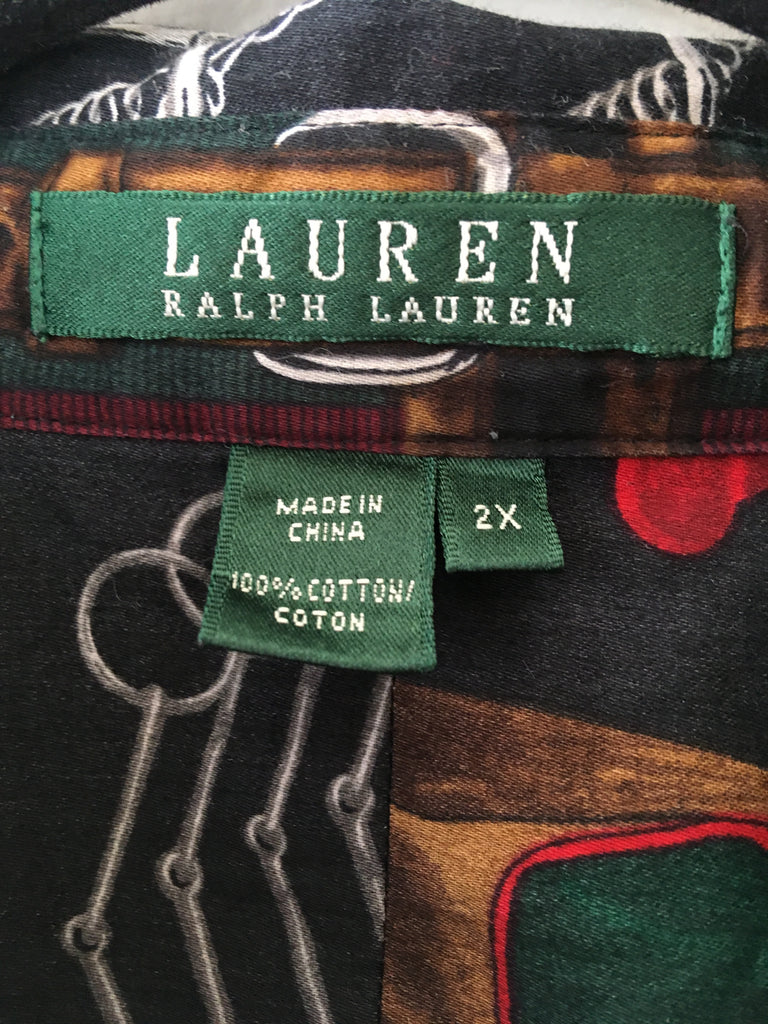 LAUREN
RALPH LAUREN
MADE IN
CHINA
100% COTTON/
COTON
2X